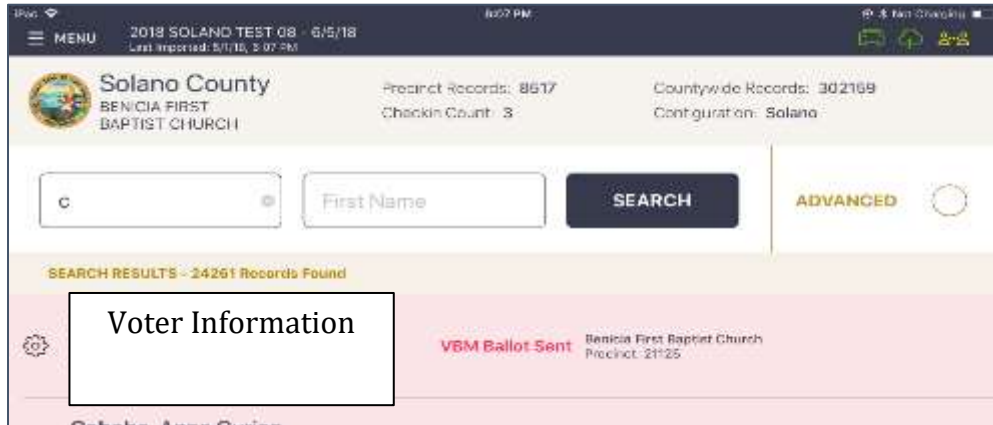 iPad 8:07 PM Not Charging
MENU 2018 SOLANO TEST 08 - 6/5/18
Last Imported: 5/1/18, 5:07 PM
Solano County
BENICIA FIRST
BAPTIST CHURCH
Precinct Records: 8617
Checkin Count: 3
Countywide Records: 302169
Configuration: Solano
c
First Name
SEARCH
ADVANCED
SEARCH RESULTS - 24261 Records Found
Voter Information
VBM Ballot Sent
Benicia First Baptist Church
Precinct: 21125